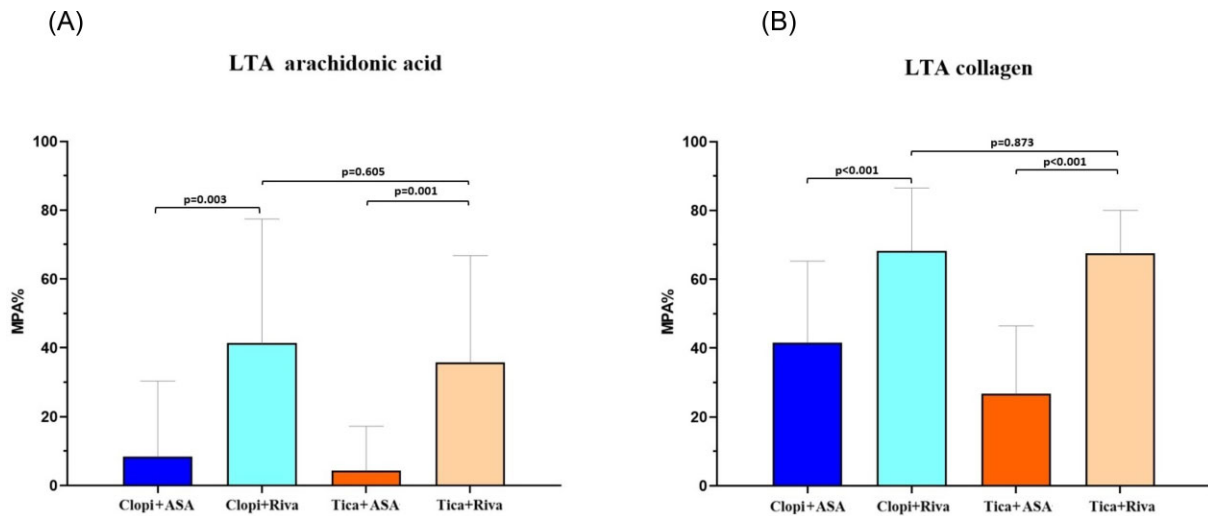 (A)
LTA arachidonic acid
100
80
60
40
20
0
MPA%
p=0.605
p=0.003
p=0.001
Clopi+ASA
Clopi+Riva
Tica+ASA
Tica+Riva
(B)
LTA collagen
100
80
60
40
20
0
MPA%
p=0.873
p<0.001
p<0.001
Clopi+ASA
Clopi+Riva
Tica+ASA
Tica+Riva